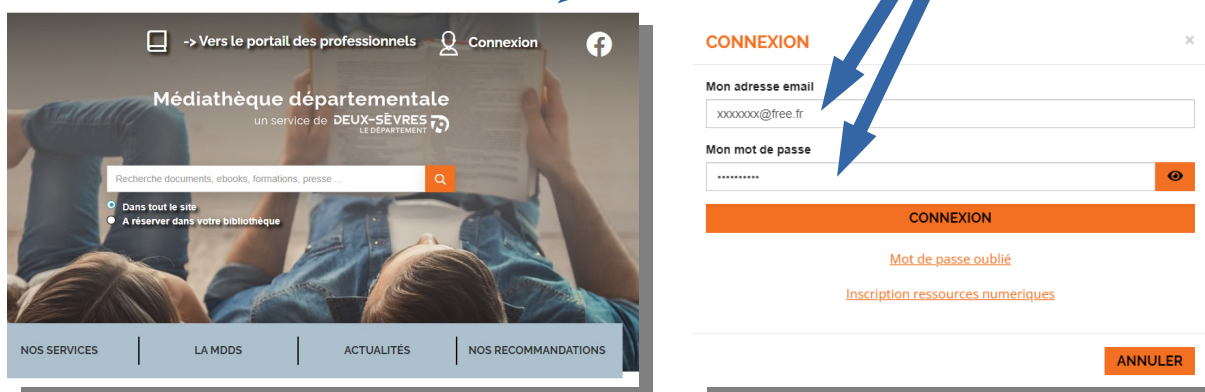 -> Vers le portail des professionnels
Connexion
Médiathèque départementale
un service de DEUX-SÈVRES 79
LE DÉPARTEMENT
Recherche documents, ebooks, formations, presse ...
Dans tout le site
A réserver dans votre bibliothèque
NOS SERVICES
LA MDDS
ACTUALITÉS
NOS RECOMMANDATIONS
CONNEXION
×
Mon adresse email
xxxxxxx@free.fr
Mon mot de passe
••••••••••
CONNEXION
Mot de passe oublié
Inscription ressources numeriques
ANNULER